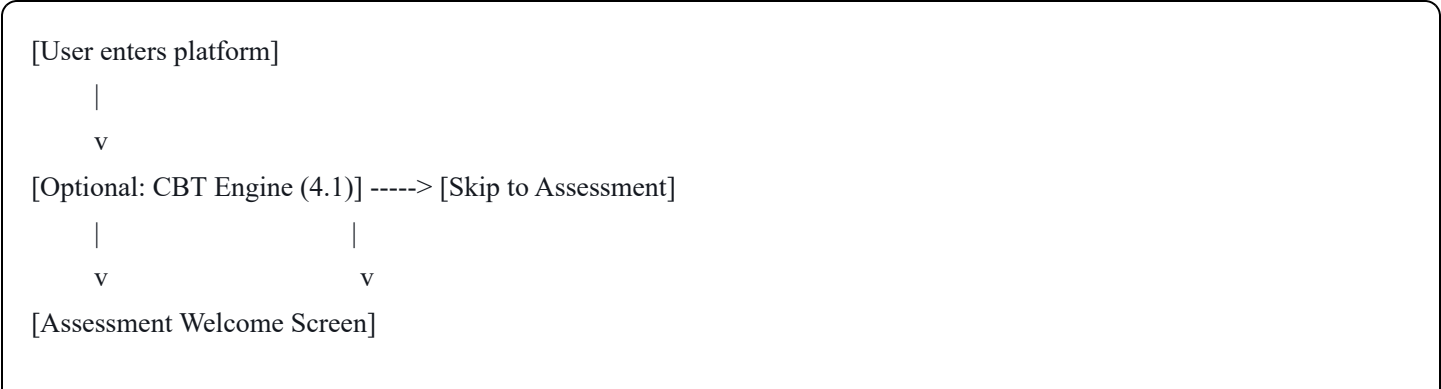 [User enters platform]
|
v
[Optional: CBT Engine (4.1)] -----> [Skip to Assessment]
| |
v v
[Assessment Welcome Screen]